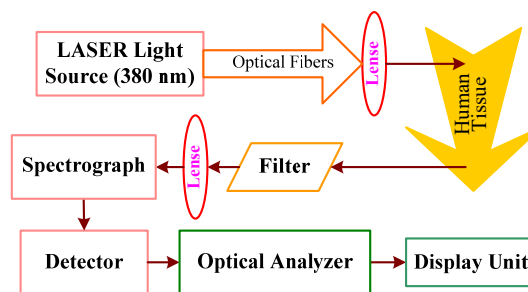 LASER Light
Source (380 nm)
Optical Fibers
Lense
Human
Tissue
Spectrograph
Lense
Filter
Detector
Optical Analyzer
Display Unit